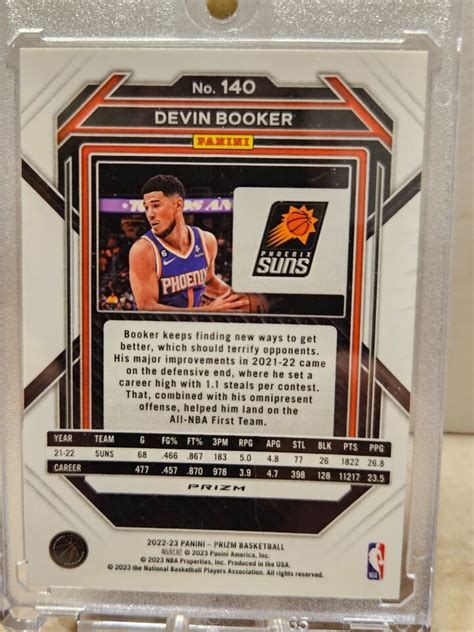 No. 140
DEVIN BOOKER
PANINI
PHOENIX
1
6
PHOENIX
SUNS
Booker keeps finding new ways to get
better, which should terrify opponents.
His major improvements in 2021-22 came
on the defensive end, where he set a
career high with 1.1 steals per contest.
That, combined with his omnipresent
offense, helped him land on the
All-NBA First Team.
YEAR TEAM G FG% FT% 3PM RPG APG STL BLK PTS PPG
21-22 SUNS 68 .466 .867 183 5.0 4.8 77 26 1822 26.8
CAREER 477 .457 .870 978 3.9 4.7 398 128 11217 23.5
PRIZM
2022-23 PANINI – PRIZM BASKETBALL
© 2023 Panini America, Inc.
© 2023 NBA Properties, Inc. Produced in the USA.
© 2023 the National Basketball Players Association. All Rights Reserved.
NBA